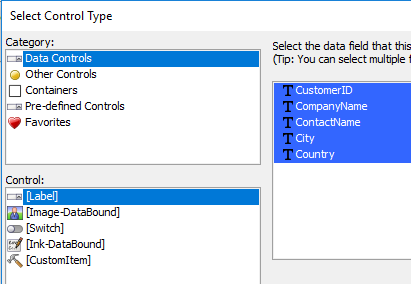 Select Control Type
Category:
Data Controls
Other Controls
Containers
Pre-defined Controls
Favorites
Control:
[Label]
[Image-DataBound]
[Switch]
[Ink-DataBound]
[CustomItem]
Select the data field that this
(Tip: You can select multiple f
CustomerID
CompanyName
ContactName
City
Country